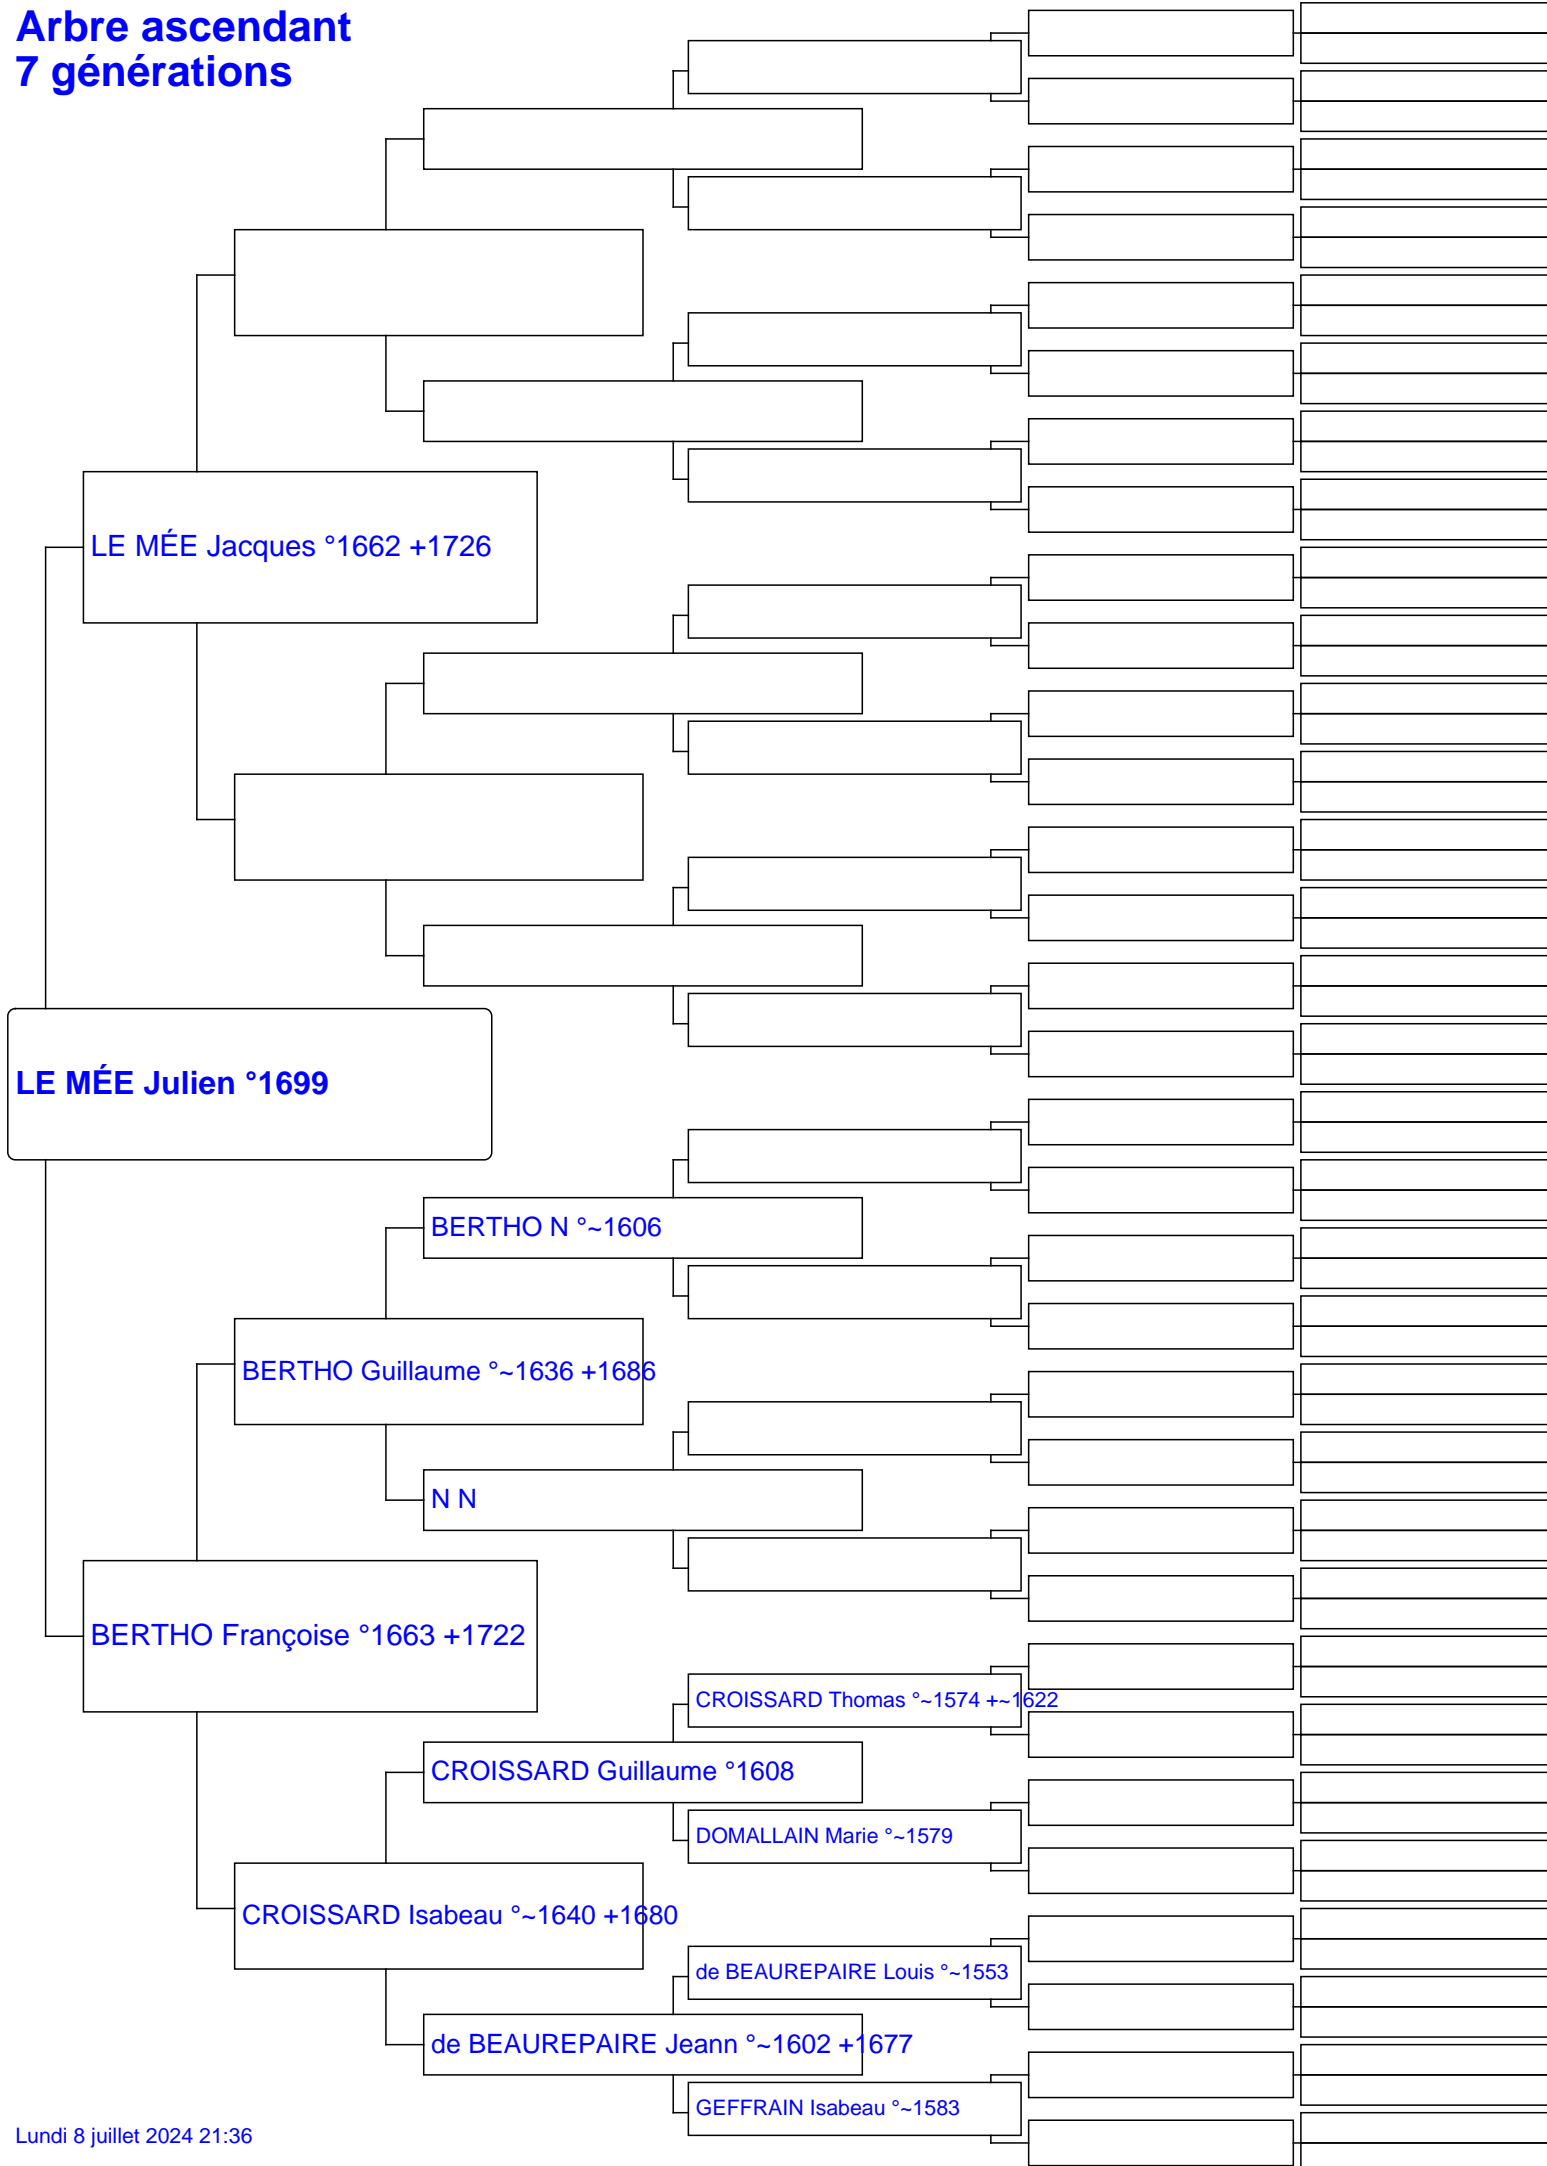 Arbre ascendant
7 générations
LE MÉE Jacques °1662 +1726
LE MÉE Julien °1699
BERTHO N °~1606
BERTHO Guillaume °~1636 +1686
N N
BERTHO Françoise °1663 +1722
CROISSARD Thomas °~1574 +~1622
CROISSARD Guillaume °1608
DOMALLAIN Marie °~1579
CROISSARD Isabeau °~1640 +1680
de BEAUREPAIRE Louis °~1553
de BEAUREPAIRE Jeann °~1602 +1677
GEFFRAIN Isabeau °~1583
Lundi 8 juillet 2024 21:36